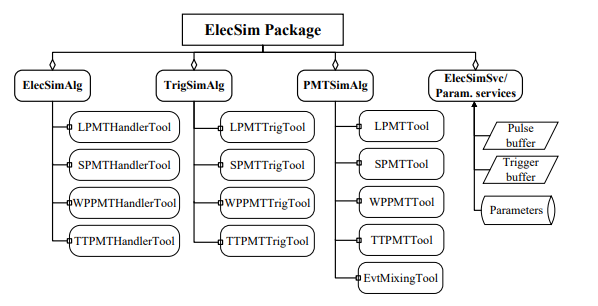 ElecSim Package
ElecSimAlg
TrigSimAlg
PMTSimAlg
ElecSimSvc/
Param. services
LPMTHandlerTool
SPMTHandlerTool
WPPMTHandlerTool
TTPMTHandlerTool
LPMTTrigTool
SPMTTrigTool
WPPMTTrigTool
TTPMTTrigTool
LPMTTool
SPMTTool
WPPMTTool
TTPMTTool
EvtMixingTool
Pulse
buffer
Trigger
buffer
Parameters